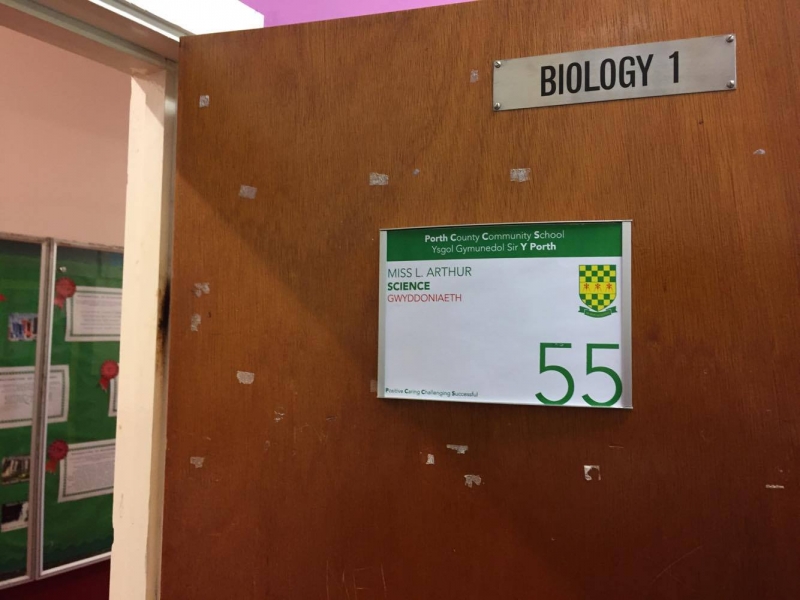 BIOLOGY 1
Porth County Community School
Ysgol Gymunedol Sir Y Porth
MISS L. ARTHUR
SCIENCE
GWYDDONIAETH
55
Positive Caring Challenging Successful